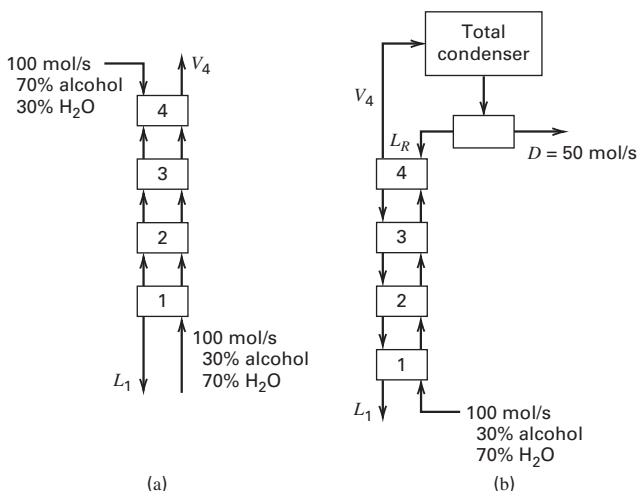 100 mol/s
70% alcohol
30% H₂O
V₄
4
3
2
1
L₁
100 mol/s
30% alcohol
70% H₂O
(a)
Total
condenser
V₄
L_R
D = 50 mol/s
4
3
2
1
L₁
100 mol/s
30% alcohol
70% H₂O
(b)